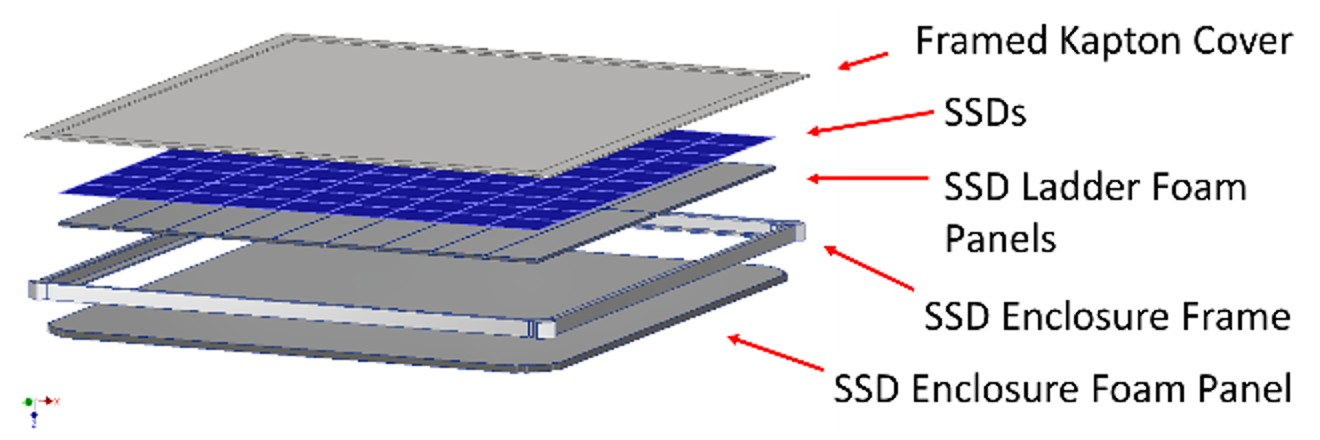 Framed Kapton Cover
SSDs
SSD Ladder Foam
Panels
SSD Enclosure Frame
SSD Enclosure Foam Panel
x
z